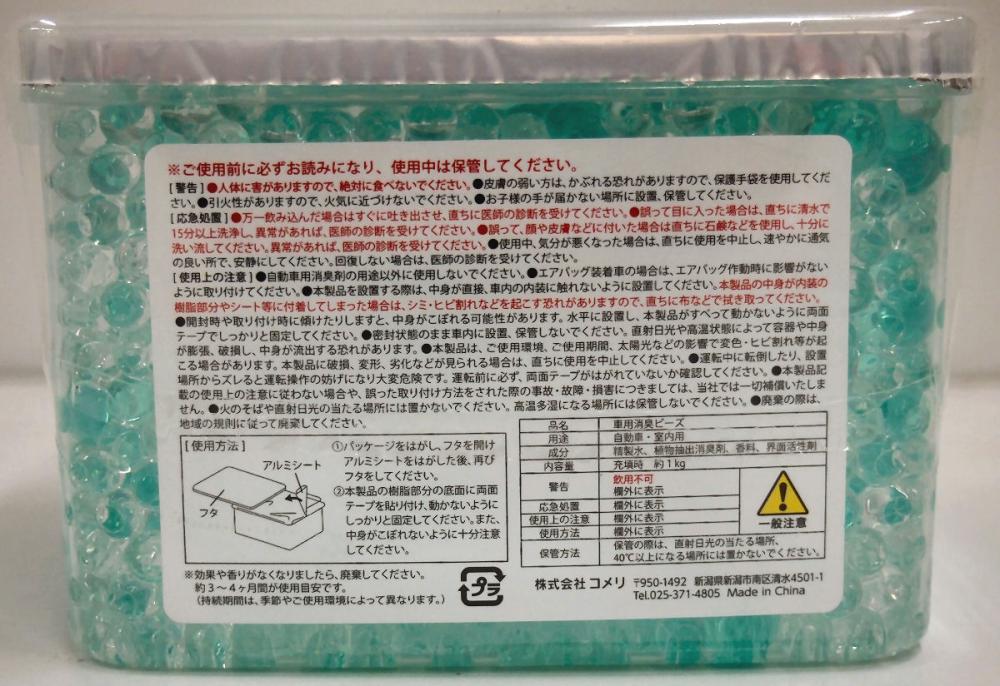 ※ご使用前に必ずお読みになり、使用中は保管してください。
[警告]●人体に害がありますので、絶対に食べないでください。●皮膚の弱い方は、かぶれる恐れがありますので、保護手袋を使用してくだ
さい。●引火性がありますので、火気に近づけないでください。●お子様の手が届かない場所に設置、保管してください。
[応急処置]●万一飲み込んだ場合はすぐに吐き出させ、直ちに医師の診断を受けてください。●誤って目に入った場合は、直ちに清水で
15分以上洗浄し、異常があれば、医師の診断を受けてください。●誤って、顔や皮膚などに付いた場合は直ちに石鹸などを使用し、十分に
洗い流してください。異常があれば、医師の診断を受けてください。●使用中、気分が悪くなった場合は、直ちに使用を中止し、速やかに通気
の良い所で、安静にしてください。回復しない場合は、医師の診断を受けてください。
[使用上の注意]●自動車用消臭剤の用途以外に使用しないでください。●エアバッグ装着車の場合は、エアバッグ作動時に影響がない
ように取り付けてください。●本製品を設置する際は、中身が直接、車内の内装に触れないように設置してください。本製品の中身が内装の
樹脂部分やシート等に付着してしまった場合は、シミ・ヒビ割れなどを起こす恐れがありますので、直ちに布などで拭き取ってください。
●開封時や取り付け時に傾けたりしますと、中身がこぼれる可能性があります。水平に設置し、本製品がすべって動かないように両面
テープでしっかりと固定してください。●密封状態のまま車内に設置、保管しないでください。直射日光や高温状態によって容器や中身
が膨張、破損し、中身が流出する恐れがあります。●本製品は、ご使用環境、ご使用期間、太陽光などの影響で変色・ヒビ割れ等が起
こる場合があります。本製品に破損、変形、劣化などが見られる場合は、直ちに使用を中止してください。●運転中に転倒したり、設置
場所からズレると運転操作の妨げになり大変危険です。運転前に必ず、両面テープがはがれていないか確認してください。●本製品記
載の使用上の注意に従わない場合や、誤った取り付け方法をされた際の事故・故障・損害につきましては、当社では一切補償いたしま
せん。●火のそばや直射日光の当たる場所には置かないでください。高温多湿になる場所には保管しないでください。●廃棄の際は、
地域の規則に従って廃棄してください。
[使用方法]
アルミシート
フタ
①パッケージをはがし、フタを開け
アルミシートをはがした後、再び
フタをしてください。
②本製品の樹脂部分の底面に両面
テープを貼り付け、動かないように
しっかりと固定してください。また、
中身がこぼれないように十分注意
してください。
品名 車用消臭ビーズ
用途 自動車・室内用
成分 精製水、植物抽出消臭剤、香料、界面活性剤
内容量 充填時 約1kg
警告 飲用不可
欄外に表示
応急処置 欄外に表示
使用上の注意 欄外に表示
使用方法 欄外に表示
一般注意
保管方法 保管の際は、直射日光の当たる場所、
40℃以上になる場所には置かないでください。
※効果や香りがなくなりましたら、廃棄してください。
約3～4ヶ月間が使用目安です。
(持続期間は、季節やご使用環境によって異なります。)
プラ
株式会社 コメリ 〒950-1492 新潟県新潟市南区清水4501-1
Tel.025-371-4805 Made in China